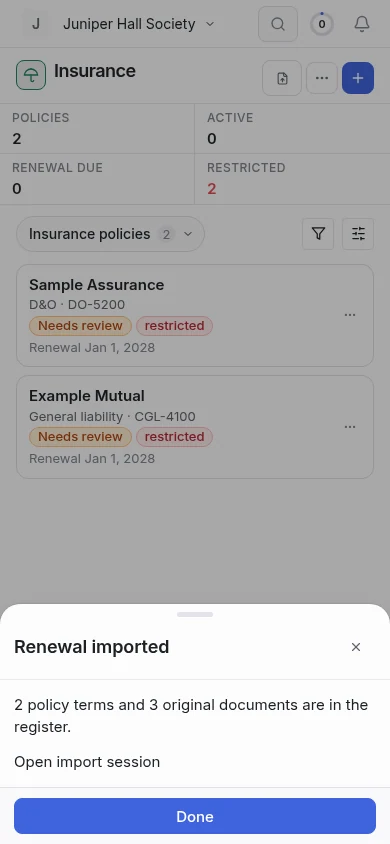 J Juniper Hall Society 0
Insurance
POLICIES
2
ACTIVE
0
RENEWAL DUE
0
RESTRICTED
2
Insurance policies 2
Sample Assurance
D&O · DO-5200
Needs review restricted
Renewal Jan 1, 2028
Example Mutual
General liability · CGL-4100
Needs review restricted
Renewal Jan 1, 2028
Renewal imported
2 policy terms and 3 original documents are in the
register.
Open import session
Done